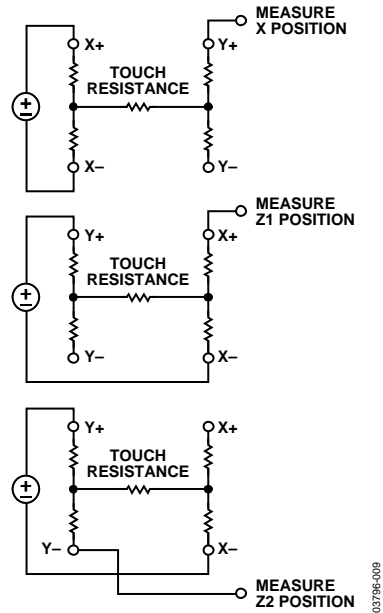 MEASURE
X POSITION
X+
Y+
TOUCH
RESISTANCE
X–
Y–
MEASURE
Z1 POSITION
Y+
X+
TOUCH
RESISTANCE
Y–
X–
Y+
X+
TOUCH
RESISTANCE
Y–
X–
MEASURE
Z2 POSITION
03796-009